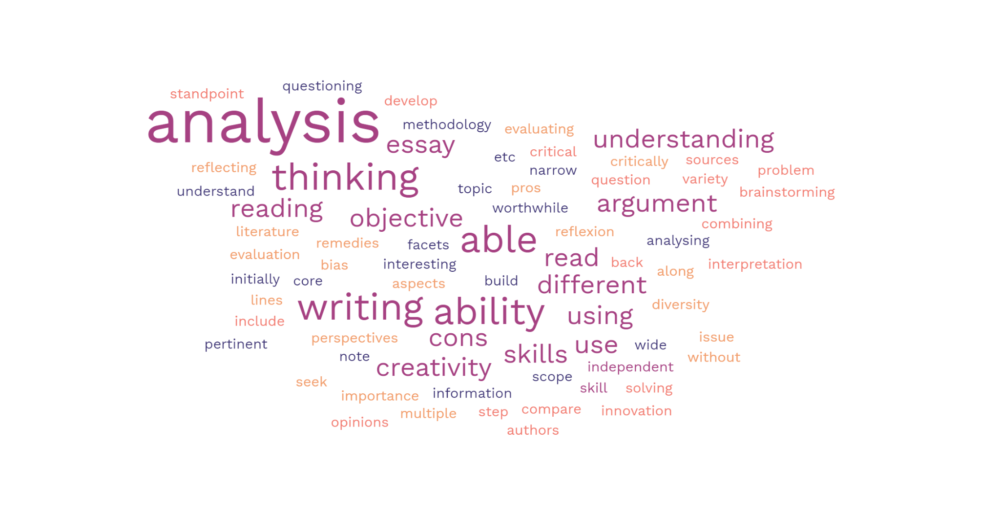 questioning
standpoint
develop
analysis
methodology
evaluating
understanding
essay
etc
critical
critically
sources
reflecting
thinking
narrow
question
variety
problem
understand
topic
pros
brainstorming
reading
objective
worthwhile
argument
literature
remedies
facets
able
reflexion
combining
analysing
evaluation
bias
interesting
read
back
along
interpretation
initially
core
aspects
build
different
lines
writing
ability
using
diversity
include
pertinent
perspectives
cons
skills
use
wide
issue
note
creativity
independent
without
scope
seek
importance
information
skill
solving
opinions
multiple
step
compare
innovation
authors